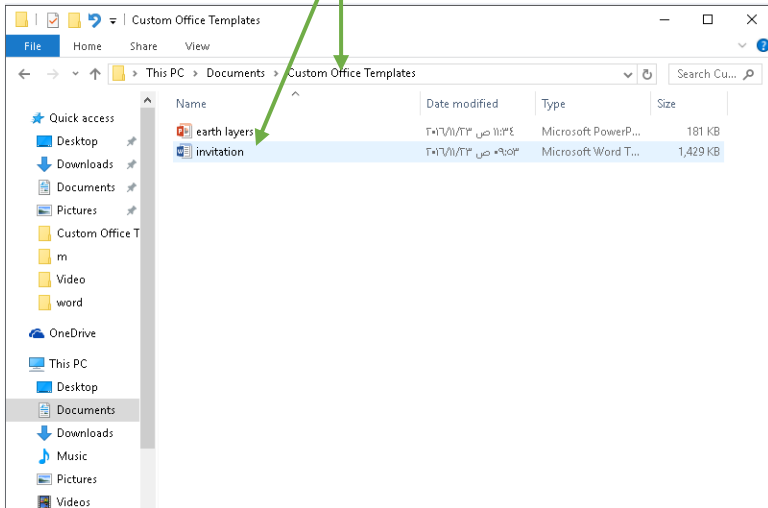 Custom Office Templates
File Home Share View
This PC > Documents > Custom Office Templates Search Cu...
Name Date modified Type Size
earth layers ٢٠١٦/١١/٢٣ ١١:٣٤ ص Microsoft PowerP... 181 KB
invitation ٢٠١٦/١١/٢٣ ٠٩:٥٣ ص Microsoft Word T... 1,429 KB
Quick access
Desktop
Downloads
Documents
Pictures
Custom Office T
m
Video
word
OneDrive
This PC
Desktop
Documents
Downloads
Music
Pictures
Videos